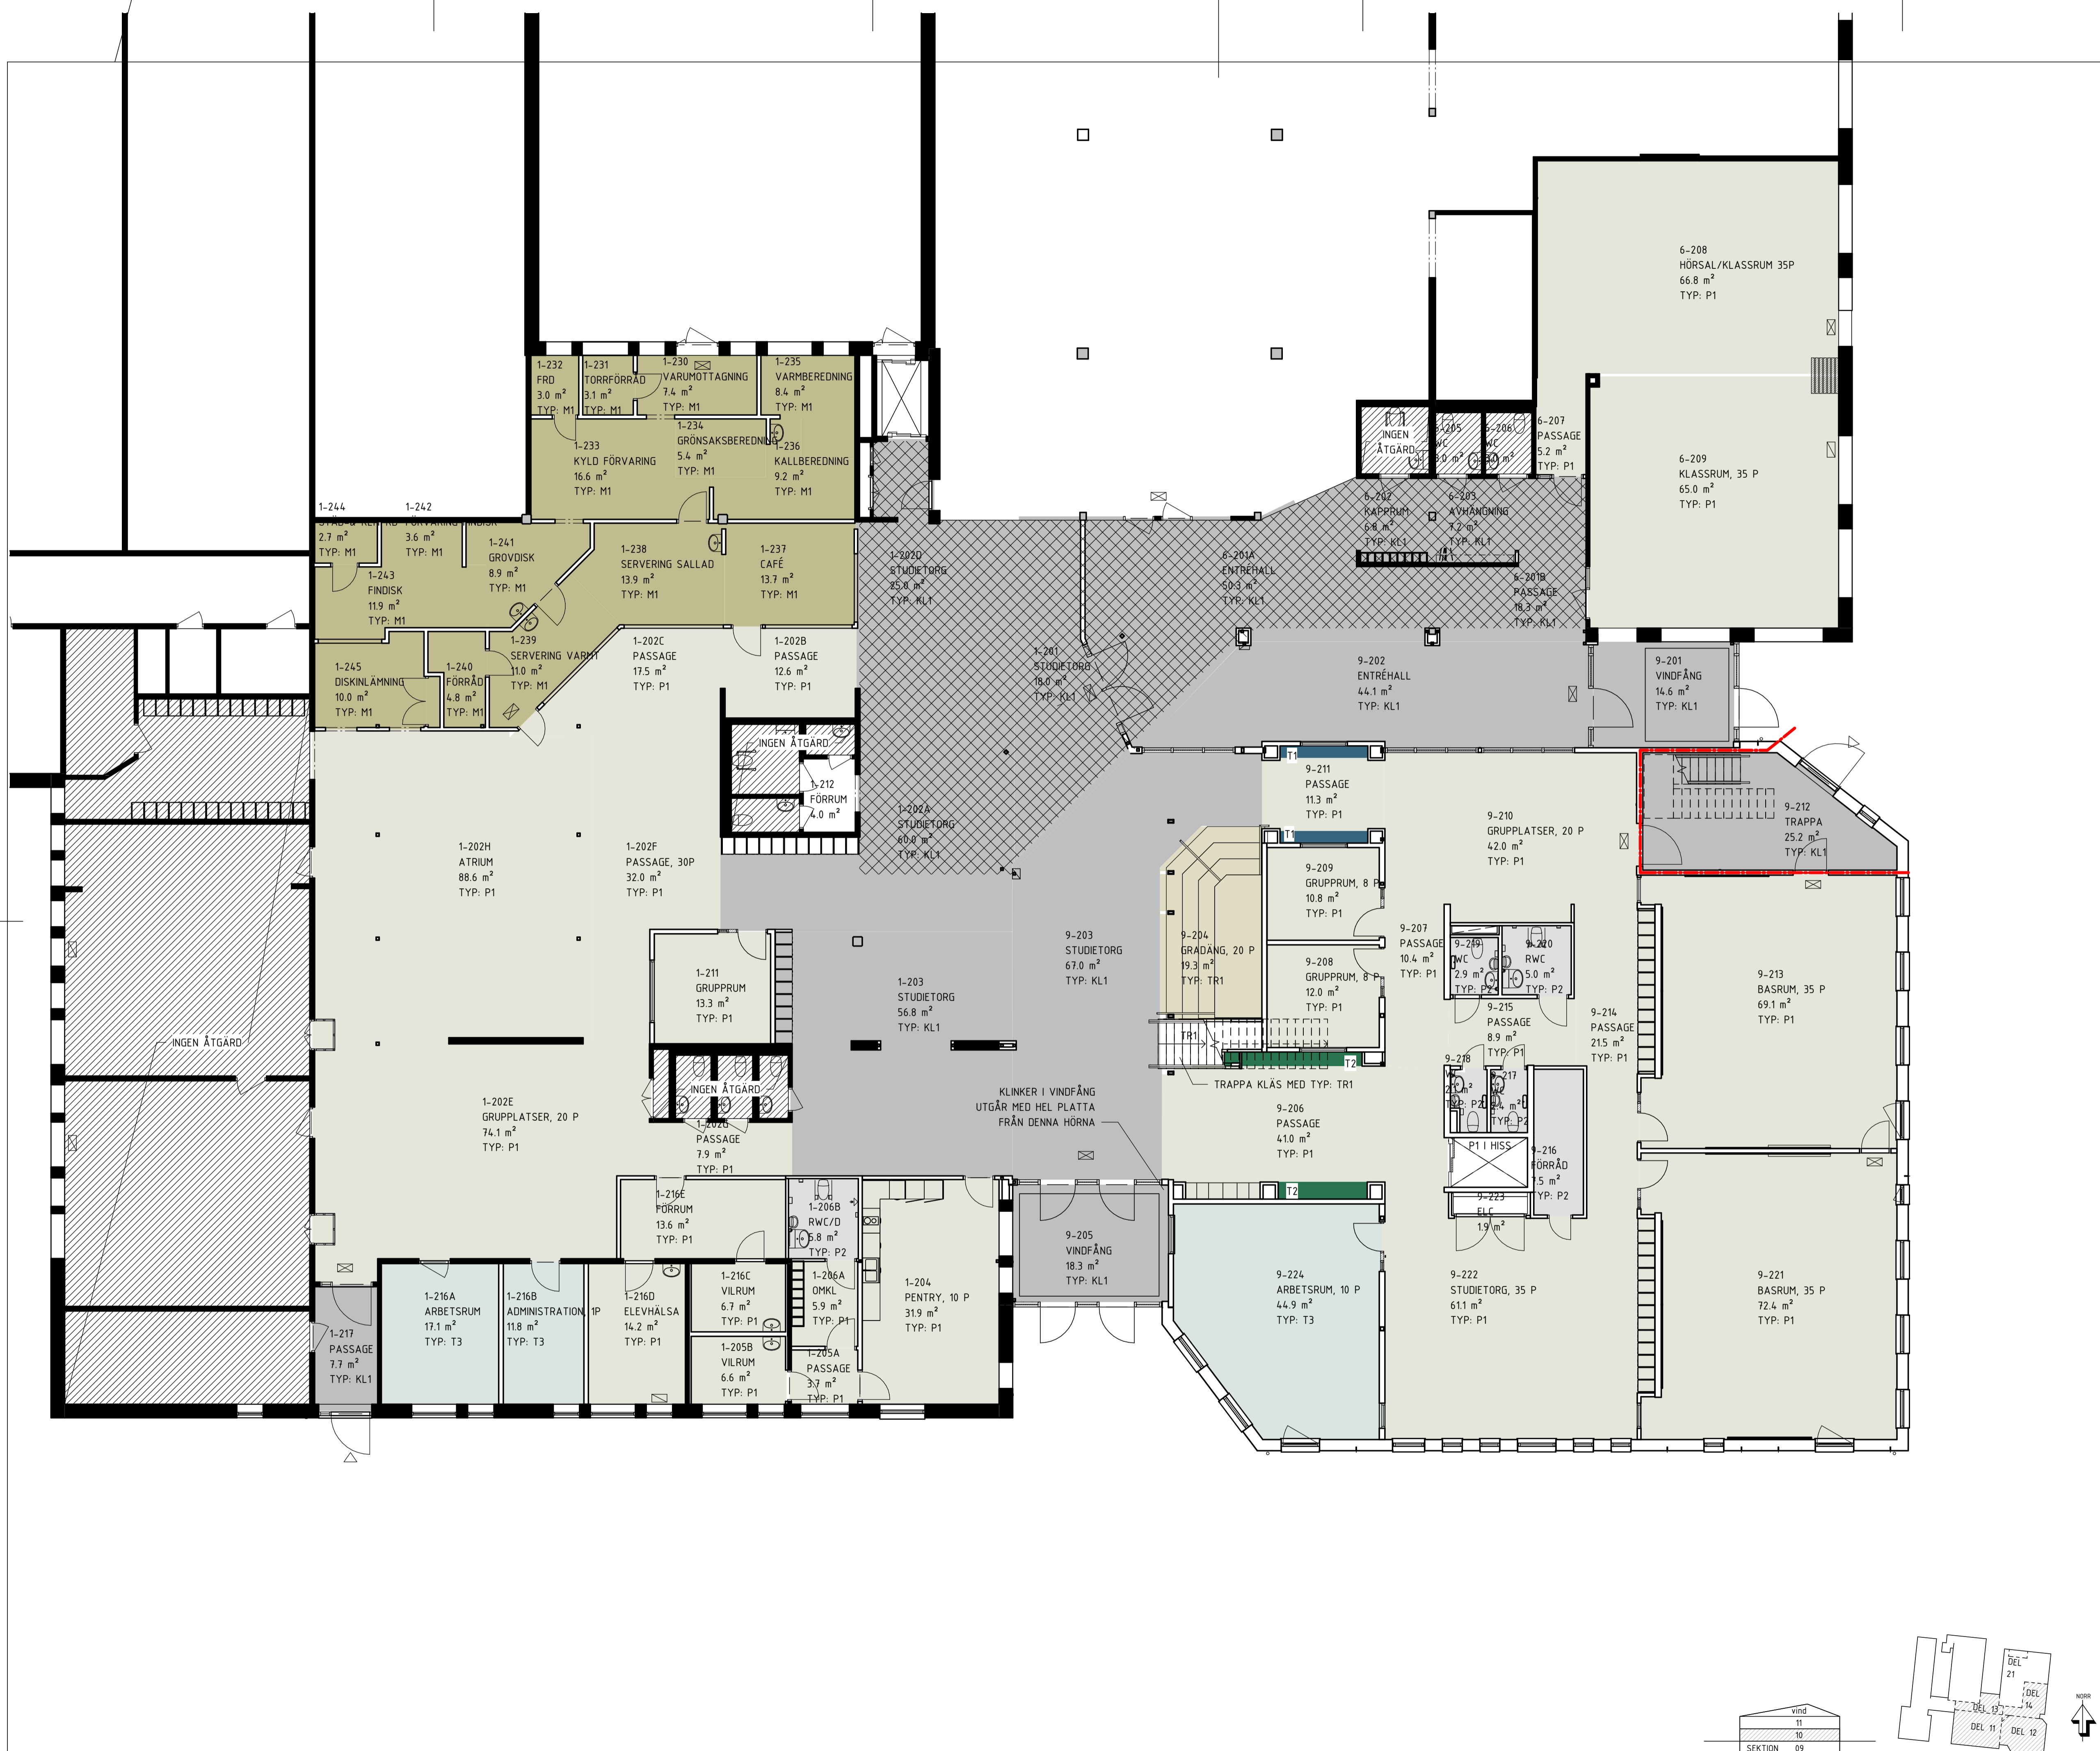 6-208
HÖRSAL/KLASSRUM 35P
66.8 m²
TYP: P1
1-232
FRD
3.0 m²
TYP: M1
1-231
TORRFÖRRÅD
3.1 m²
TYP: M1
1-230
VARUMOTTAGNING
7.4 m²
TYP: M1
1-235
VARMBEREDNING
8.4 m²
TYP: M1
1-233
KYLD FÖRVARING
16.6 m²
TYP: M1
1-234
GRÖNSAKSBEREDNING
5.4 m²
TYP: M1
1-236
KALLBEREDNING
9.2 m²
TYP: M1
INGEN
ÅTGÄRD
6-205
WC
6-206
WC
6-207
PASSAGE
5.2 m²
TYP: P1
6-209
KLASSRUM, 35 P
65.0 m²
TYP: P1
1-244
2.7 m²
TYP: M1
1-242
3.6 m²
TYP: M1
1-241
GROVDISK
8.9 m²
TYP: M1
1-243
FINDISK
11.9 m²
TYP: M1
1-238
SERVERING SALLAD
13.9 m²
TYP: M1
1-237
CAFÉ
13.7 m²
TYP: M1
1-202D
STUDIETORG
25.0 m²
TYP: KL1
6-201A
ENTRÉHALL
50.3 m²
TYP: KL1
6-202
KAPPRUM
6.8 m²
TYP: KL1
6-203
AVHÄNGNING
7.2 m²
TYP: KL1
6-201B
PASSAGE
18.3 m²
TYP: KL1
1-245
DISKINLÄMNING
10.0 m²
TYP: M1
1-240
FÖRRÅD
4.8 m²
TYP: M1
1-239
SERVERING VARMT
11.0 m²
TYP: M1
1-202C
PASSAGE
17.5 m²
TYP: P1
1-202B
PASSAGE
12.6 m²
TYP: P1
1-201
STUDIETORG
18.0 m²
TYP: KL1
9-202
ENTRÉHALL
44.1 m²
TYP: KL1
9-201
VINDFÅNG
14.6 m²
TYP: KL1
INGEN ÅTGÄRD
1-212
FÖRRUM
4.0 m²
1-202A
STUDIETORG
60.0 m²
TYP: KL1
T1
9-211
PASSAGE
11.3 m²
TYP: P1
T1
9-210
GRUPPLATSER, 20 P
42.0 m²
TYP: P1
9-212
TRAPPA
25.2 m²
TYP: KL1
1-202H
ATRIUM
88.6 m²
TYP: P1
1-202F
PASSAGE, 30P
32.0 m²
TYP: P1
9-209
GRUPPRUM, 8 P
10.8 m²
TYP: P1
9-203
STUDIETORG
67.0 m²
TYP: KL1
9-204
GRADÄNG, 20 P
19.3 m²
TYP: TR1
9-208
GRUPPRUM, 8 P
12.0 m²
TYP: P1
9-207
PASSAGE
10.4 m²
TYP: P1
9-219
WC
2.9 m²
TYP: P2
9-220
RWC
5.0 m²
TYP: P2
9-213
BASRUM, 35 P
69.1 m²
TYP: P1
1-211
GRUPPRUM
13.3 m²
TYP: P1
1-203
STUDIETORG
56.8 m²
TYP: KL1
9-215
PASSAGE
8.9 m²
TYP: P1
9-214
PASSAGE
21.5 m²
TYP: P1
INGEN ÅTGÄRD
TR1
T2
TRAPPA KLÄS MED TYP: TR1
9-218
TYP: P2
9-217
WC
TYP: P2
INGEN ÅTGÄRD
KLINKER I VINDFÅNG
UTGÅR MED HEL PLATTA
FRÅN DENNA HÖRNA
1-202E
GRUPPLATSER, 20 P
74.1 m²
TYP: P1
1-202G
PASSAGE
7.9 m²
TYP: P1
9-206
PASSAGE
41.0 m²
TYP: P1
P1 I HISS
9-216
FÖRRÅD
7.5 m²
TYP: P2
T2
9-223
ELC
1.9 m²
1-216E
FÖRRUM
13.6 m²
TYP: P1
1-206B
RWC/D
5.8 m²
TYP: P2
9-205
VINDFÅNG
18.3 m²
TYP: KL1
1-216A
ARBETSRUM
17.1 m²
TYP: T3
1-216B
ADMINISTRATION, 1P
11.8 m²
TYP: T3
1-216D
ELEVHÄLSA
14.2 m²
TYP: P1
1-216C
VILRUM
6.7 m²
TYP: P1
1-206A
OMKL
5.9 m²
TYP: P1
1-204
PENTRY, 10 P
31.9 m²
TYP: P1
9-224
ARBETSRUM, 10 P
44.9 m²
TYP: T3
9-222
STUDIETORG, 35 P
61.1 m²
TYP: P1
9-221
BASRUM, 35 P
72.4 m²
TYP: P1
1-217
PASSAGE
7.7 m²
TYP: KL1
1-205B
VILRUM
6.6 m²
TYP: P1
1-205A
PASSAGE
3.7 m²
TYP: P1
vind
11
10
SEKTION 09
DEL
21
DEL
14
DEL 13
DEL 11
DEL 12
NORR